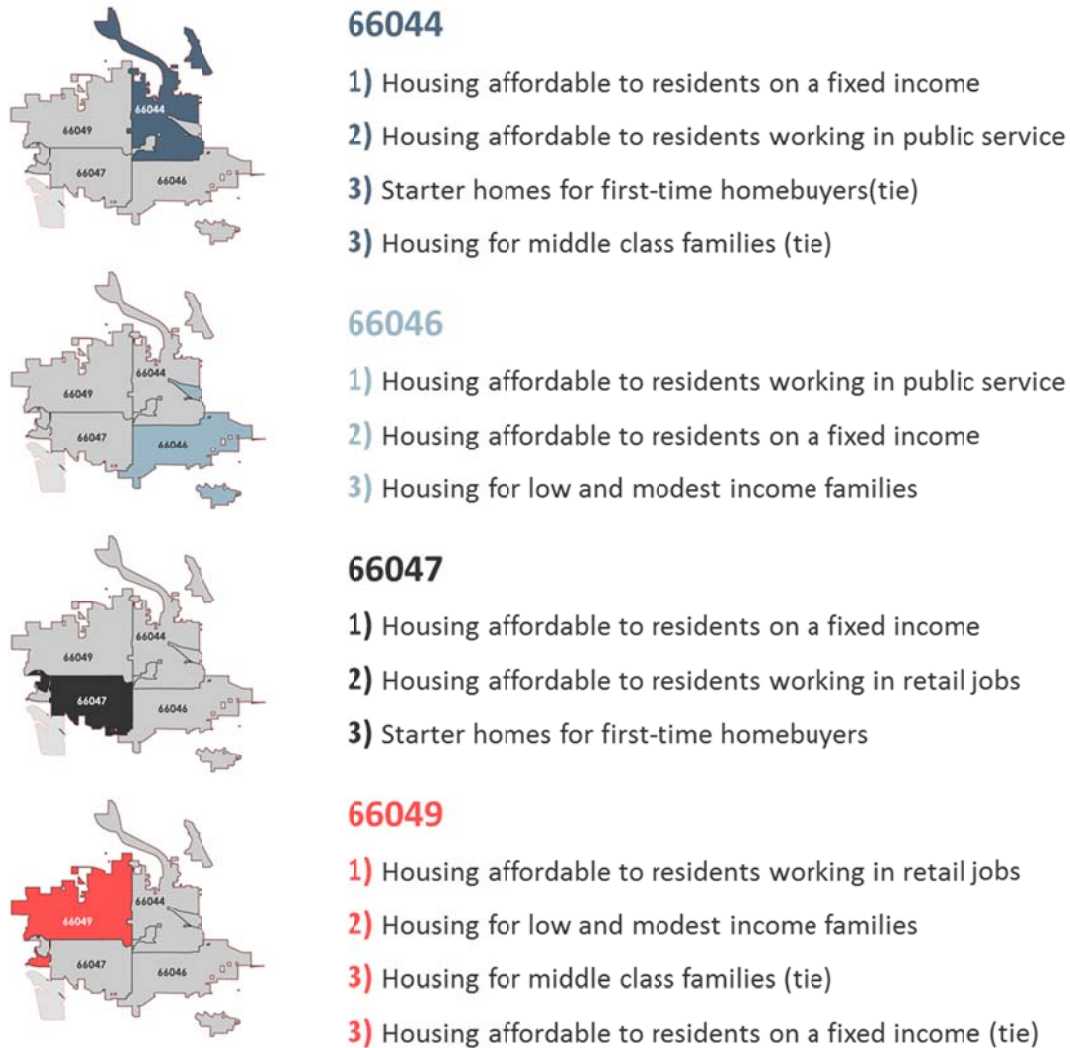 66044
1) Housing affordable to residents on a fixed income
2) Housing affordable to residents working in public service
3) Starter homes for first-time homebuyers(tie)
3) Housing for middle class families (tie)
66044
66049
66047
66046
66046
1) Housing affordable to residents working in public service
2) Housing affordable to residents on a fixed income
3) Housing for low and modest income families
66044
66049
66047
66046
66047
1) Housing affordable to residents on a fixed income
2) Housing affordable to residents working in retail jobs
3) Starter homes for first-time homebuyers
66044
66049
66047
66046
66049
1) Housing affordable to residents working in retail jobs
2) Housing for low and modest income families
3) Housing for middle class families (tie)
3) Housing affordable to residents on a fixed income (tie)
66044
66049
66047
66046